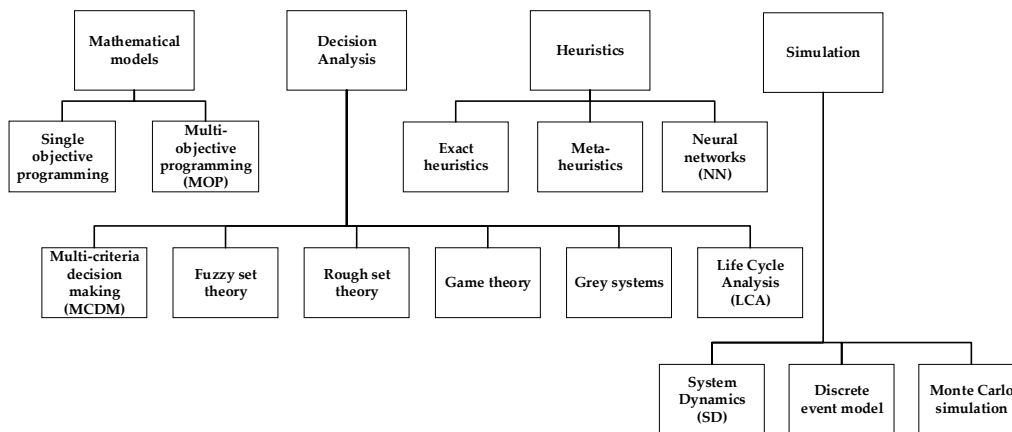 Mathematical
models
Decision
Analysis
Heuristics
Simulation
Single
objective
programming
Multi-
objective
programming
(MOP)
Exact
heuristics
Meta-
heuristics
Neural
networks
(NN)
Multi-criteria
decision
making
(MCDM)
Fuzzy set
theory
Rough set
theory
Game theory
Grey systems
Life Cycle
Analysis
(LCA)
System
Dynamics
(SD)
Discrete
event model
Monte Carlo
simulation